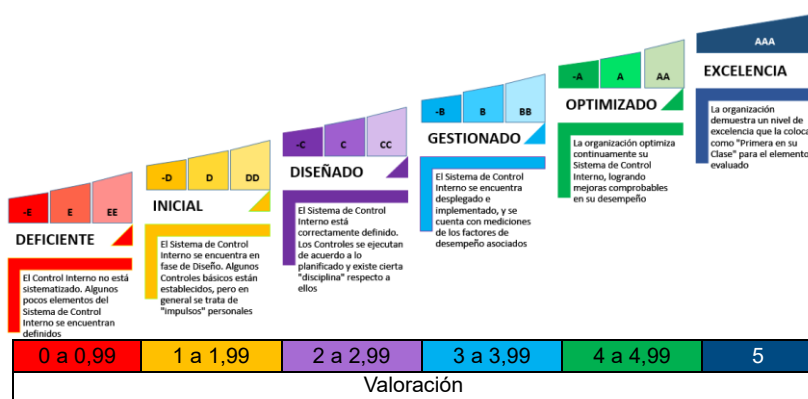 -E E EE
DEFICIENTE
El Control Interno no está
sistematizado. Algunos
pocos elementos del
Sistema de Control
Interno se encuentran
definidos
-D D DD
INICIAL
El Sistema de Control
Interno se encuentra en
fase de Diseño. Algunos
Controles básicos están
establecidos, pero en
general se trata de
"impulsos" personales
-C C CC
DISEÑADO
El Sistema de Control
Interno está
correctamente definido.
Los Controles se ejecutan
de acuerdo a lo
planificado y existe cierta
"disciplina" respecto a
ellos
-B B BB
GESTIONADO
El Sistema de Control
Interno se encuentra
desplegado e
implementado, y se
cuenta con mediciones
de los factores de
desempeño asociados
-A A AA
OPTIMIZADO
La organización optimiza
continuamente su
Sistema de Control
Interno, logrando
mejoras comprobables
en su desempeño
AAA
EXCELENCIA
La organización
demuestra un nivel de
excelencia que la coloca
como "Primera en su
Clase" para el elemento
evaluado
0 a 0,99 1 a 1,99 2 a 2,99 3 a 3,99 4 a 4,99 5
Valoración